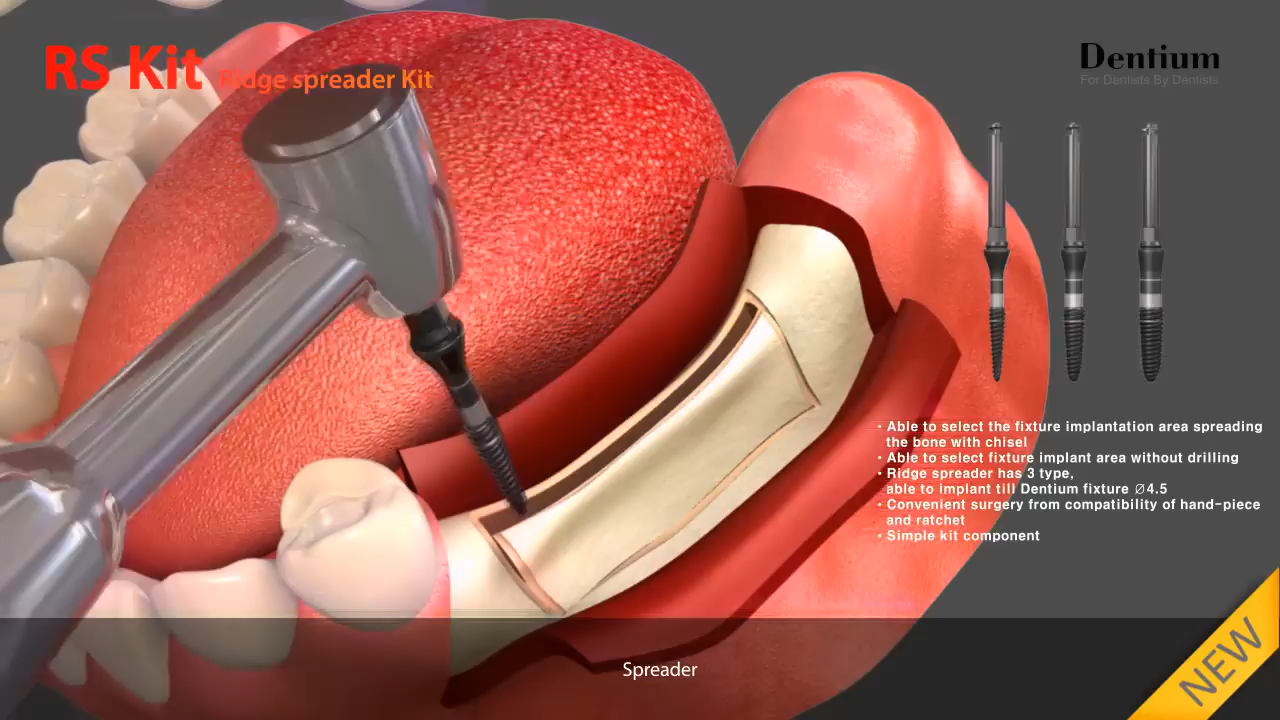 RS Kit Ridge spreader Kit
Dentium
For Dentists By Dentists
• Able to select the fixture implantation area spreading
the bone with chisel
• Able to select fixture implant area without drilling
• Ridge spreader has 3 type,
able to implant till Dentium fixture ∅4.5
• Convenient surgery from compatibility of hand-piece
and ratchet
• Simple kit component
Spreader
NEW